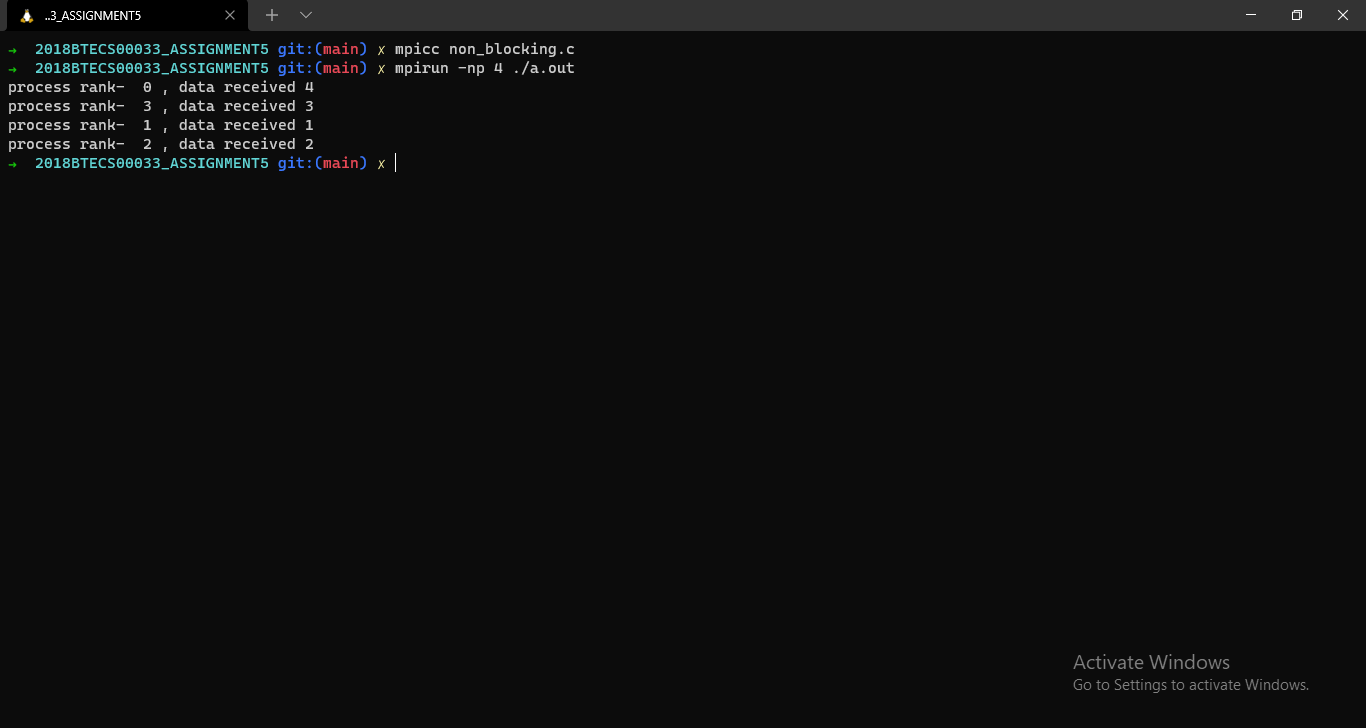 ..3_ASSIGNMENT5
→ 2018BTECS00033_ASSIGNMENT5 git:(main) ✗ mpicc non_blocking.c
→ 2018BTECS00033_ASSIGNMENT5 git:(main) ✗ mpirun -np 4 ./a.out
process rank-  0 , data received 4
process rank-  3 , data received 3
process rank-  1 , data received 1
process rank-  2 , data received 2
→ 2018BTECS00033_ASSIGNMENT5 git:(main) ✗
Activate Windows
Go to Settings to activate Windows.